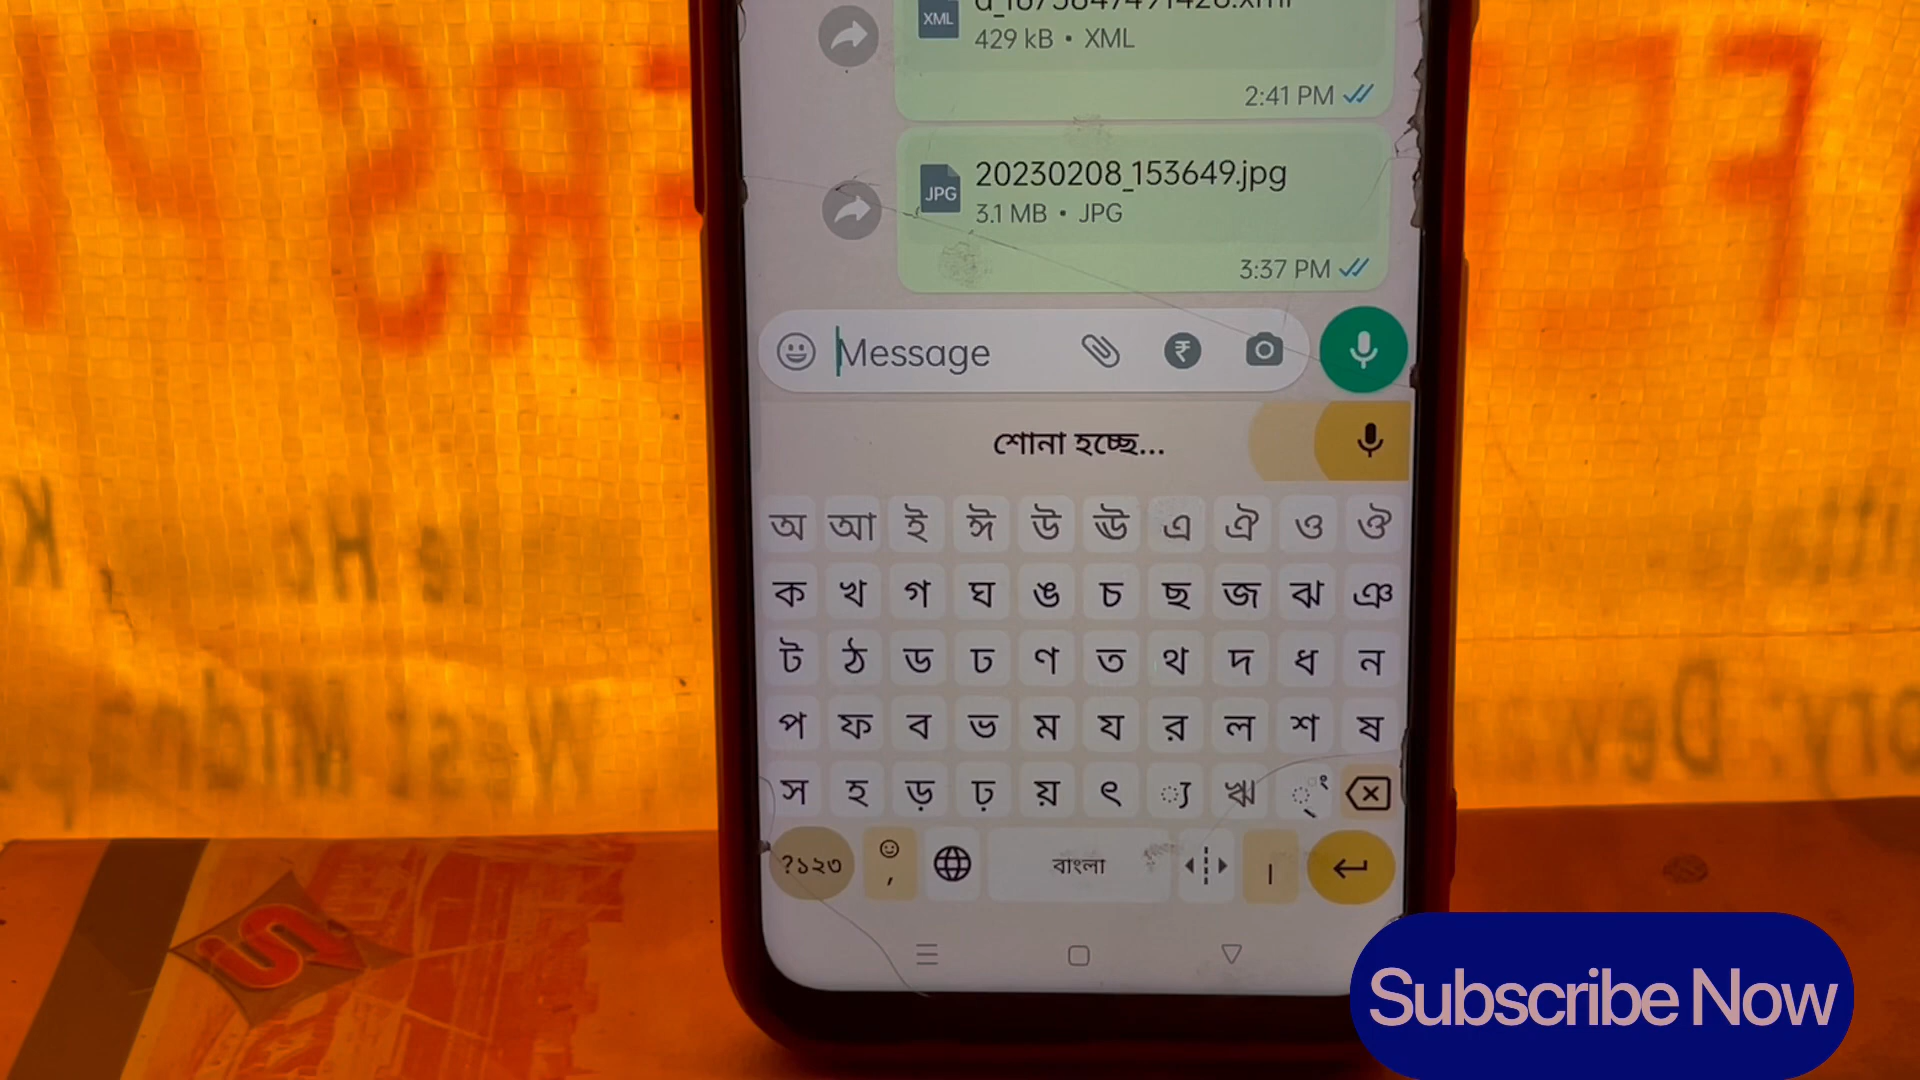 XML
429 kB • XML
2:41 PM
JPG
20230208_153649.jpg
3.1 MB • JPG
3:37 PM
Message
শোনা হচ্ছে...
অ আ ই ঈ উ ঊ এ ঐ ও ঔ
ক খ গ ঘ ঙ চ ছ জ ঝ ঞ
ট ঠ ড ঢ ণ ত থ দ ধ ন
প ফ ব ভ ম য র ল শ ষ
স হ ড় ঢ় য় ৎ ্য ঋ
?১২৩ , বাংলা ।
Subscribe Now